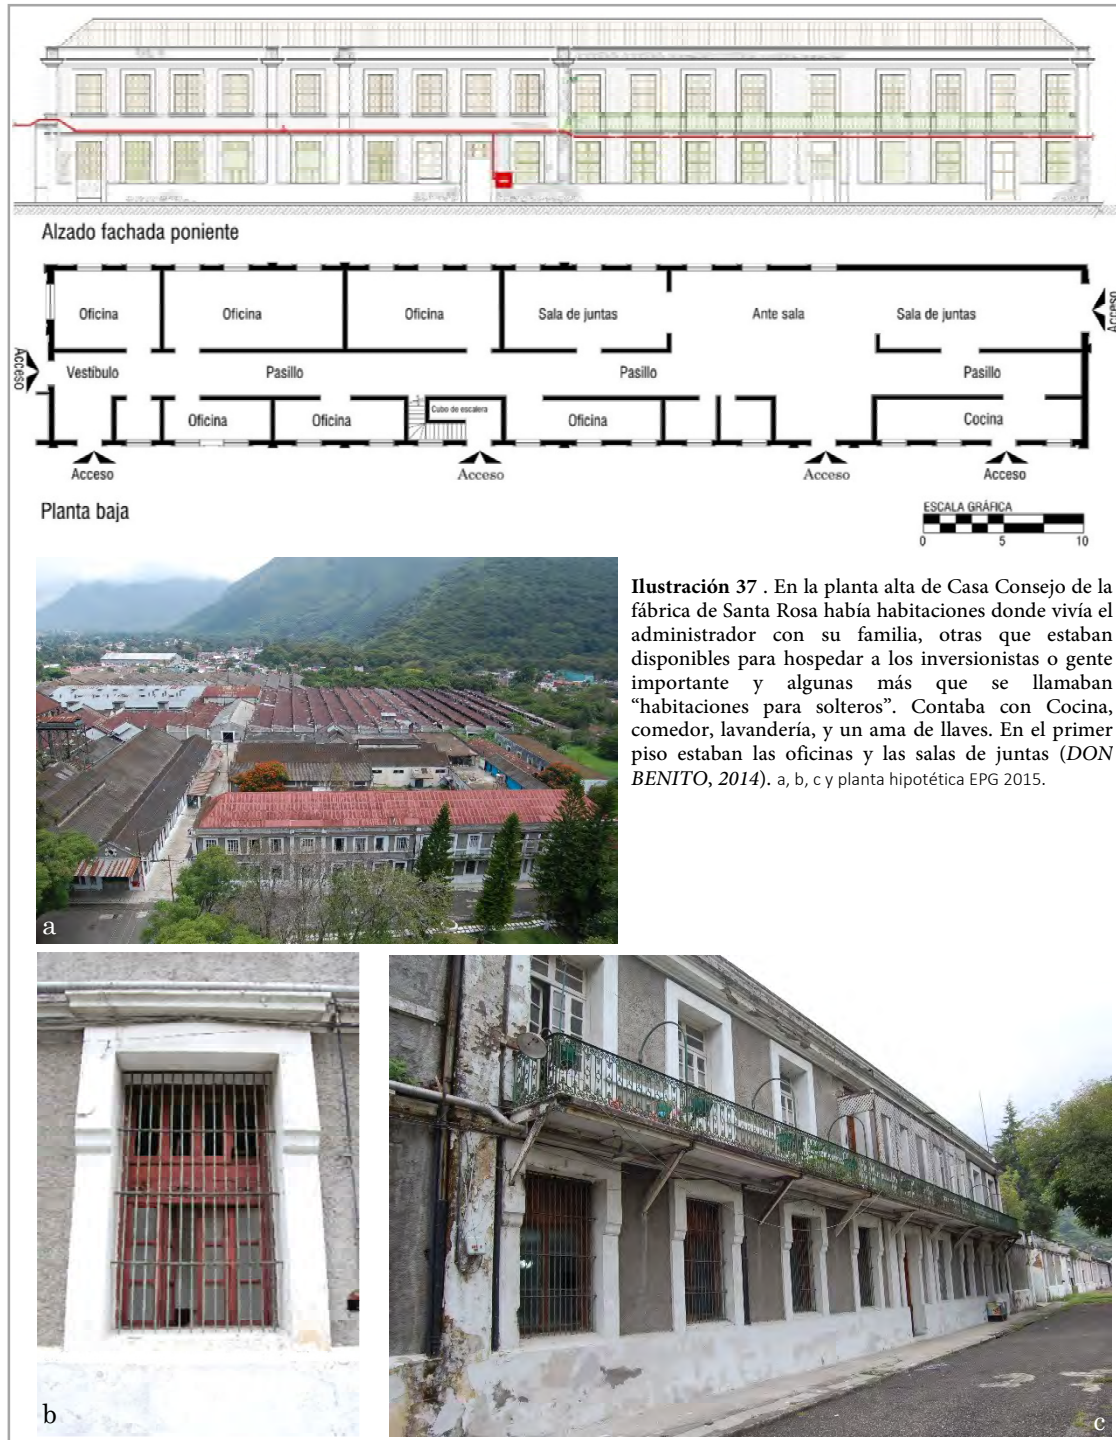 Alzado fachada poniente
Oficina Oficina Oficina Sala de juntas Ante sala Sala de juntas
Acceso
Acceso
Vestíbulo Pasillo Pasillo Pasillo
Cubo de escalera
Oficina Oficina Oficina Cocina
Acceso Acceso Acceso Acceso
Planta baja
ESCALA GRÁFICA
0 5 10
Ilustración 37 . En la planta alta de Casa Consejo de la
fábrica de Santa Rosa había habitaciones donde vivía el
administrador con su familia, otras que estaban
disponibles para hospedar a los inversionistas o gente
importante y algunas más que se llamaban
“habitaciones para solteros”. Contaba con Cocina,
comedor, lavandería, y un ama de llaves. En el primer
piso estaban las oficinas y las salas de juntas (DON
BENITO, 2014). a, b, c y planta hipotética EPG 2015.
a
b
c